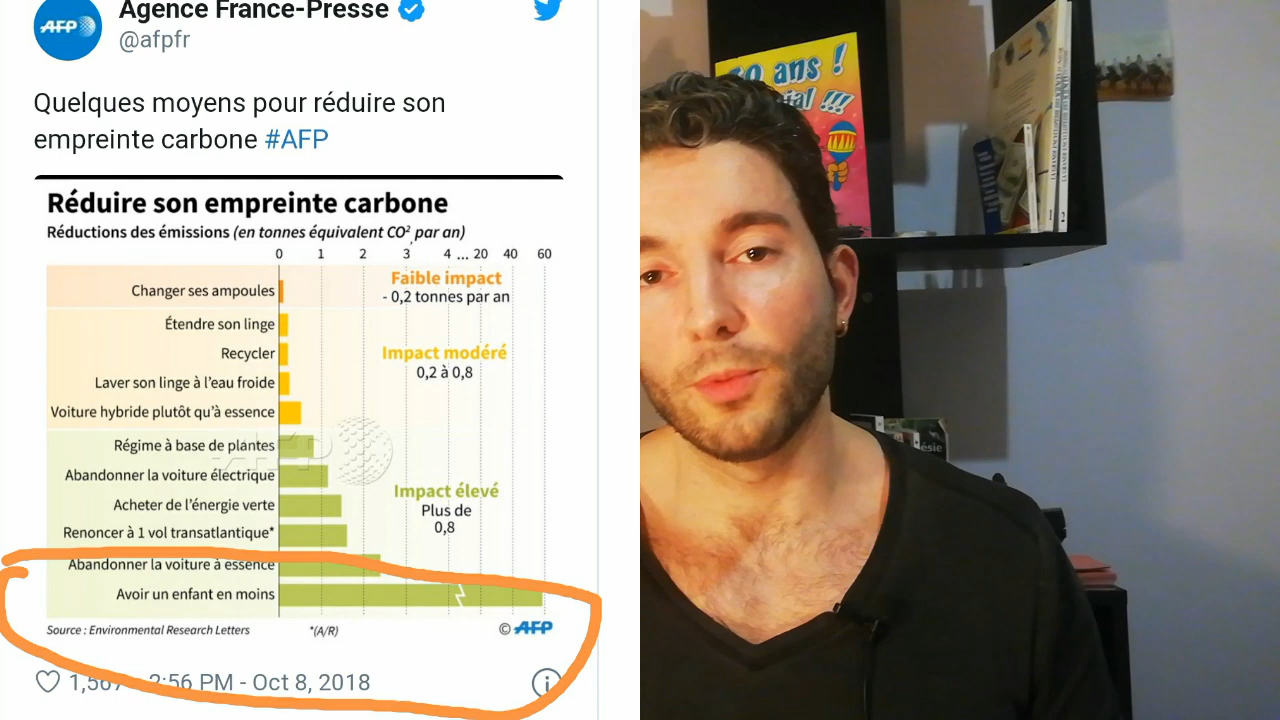 AFP
Agence France-Presse
@afpfr
Quelques moyens pour réduire son
empreinte carbone #AFP
Réduire son empreinte carbone
Réductions des émissions (en tonnes équivalent CO², par an)
0 1 2 3 4 ... 20 40 60
Faible impact
Changer ses ampoules
- 0,2 tonnes par an
Étendre son linge
Recycler
Impact modéré
0,2 à 0,8
Laver son linge à l'eau froide
Voiture hybride plutôt qu'à essence
Régime à base de plantes
AFP
Abandonner la voiture électrique
Impact élevé
Acheter de l'énergie verte
Plus de
0,8
Renoncer à 1 vol transatlantique*
Abandonner la voiture à essence
Avoir un enfant en moins
Source : Environmental Research Letters *(A/R) © AFP
2:56 PM - Oct 8, 2018
ans !
!!!